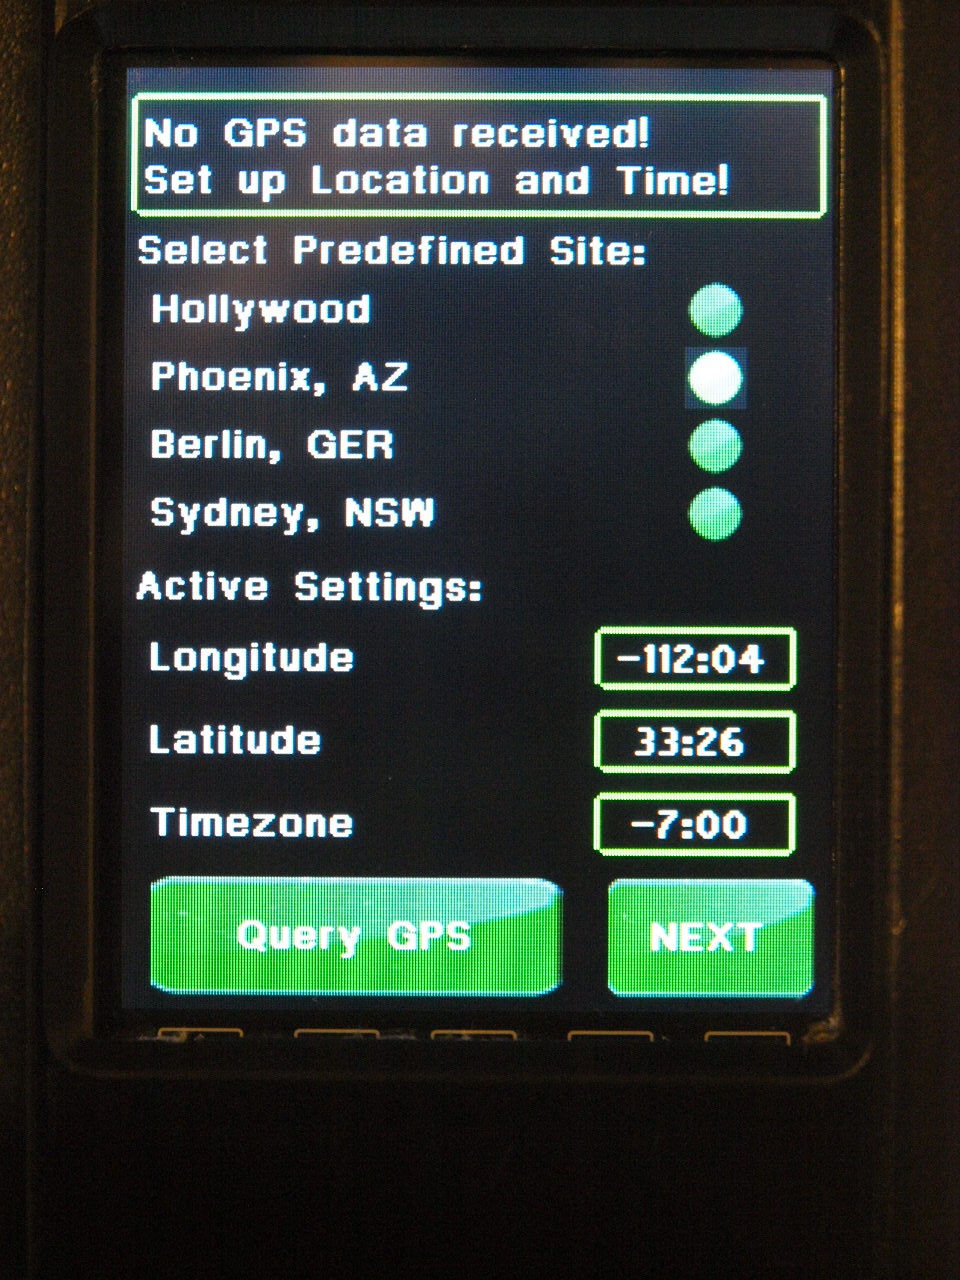 No GPS data received!
Set up Location and Time!
Select Predefined Site:
Hollywood
Phoenix, AZ
Berlin, GER
Sydney, NSW
Active Settings:
Longitude -112:04
Latitude 33:26
Timezone -7:00
Query GPS NEXT